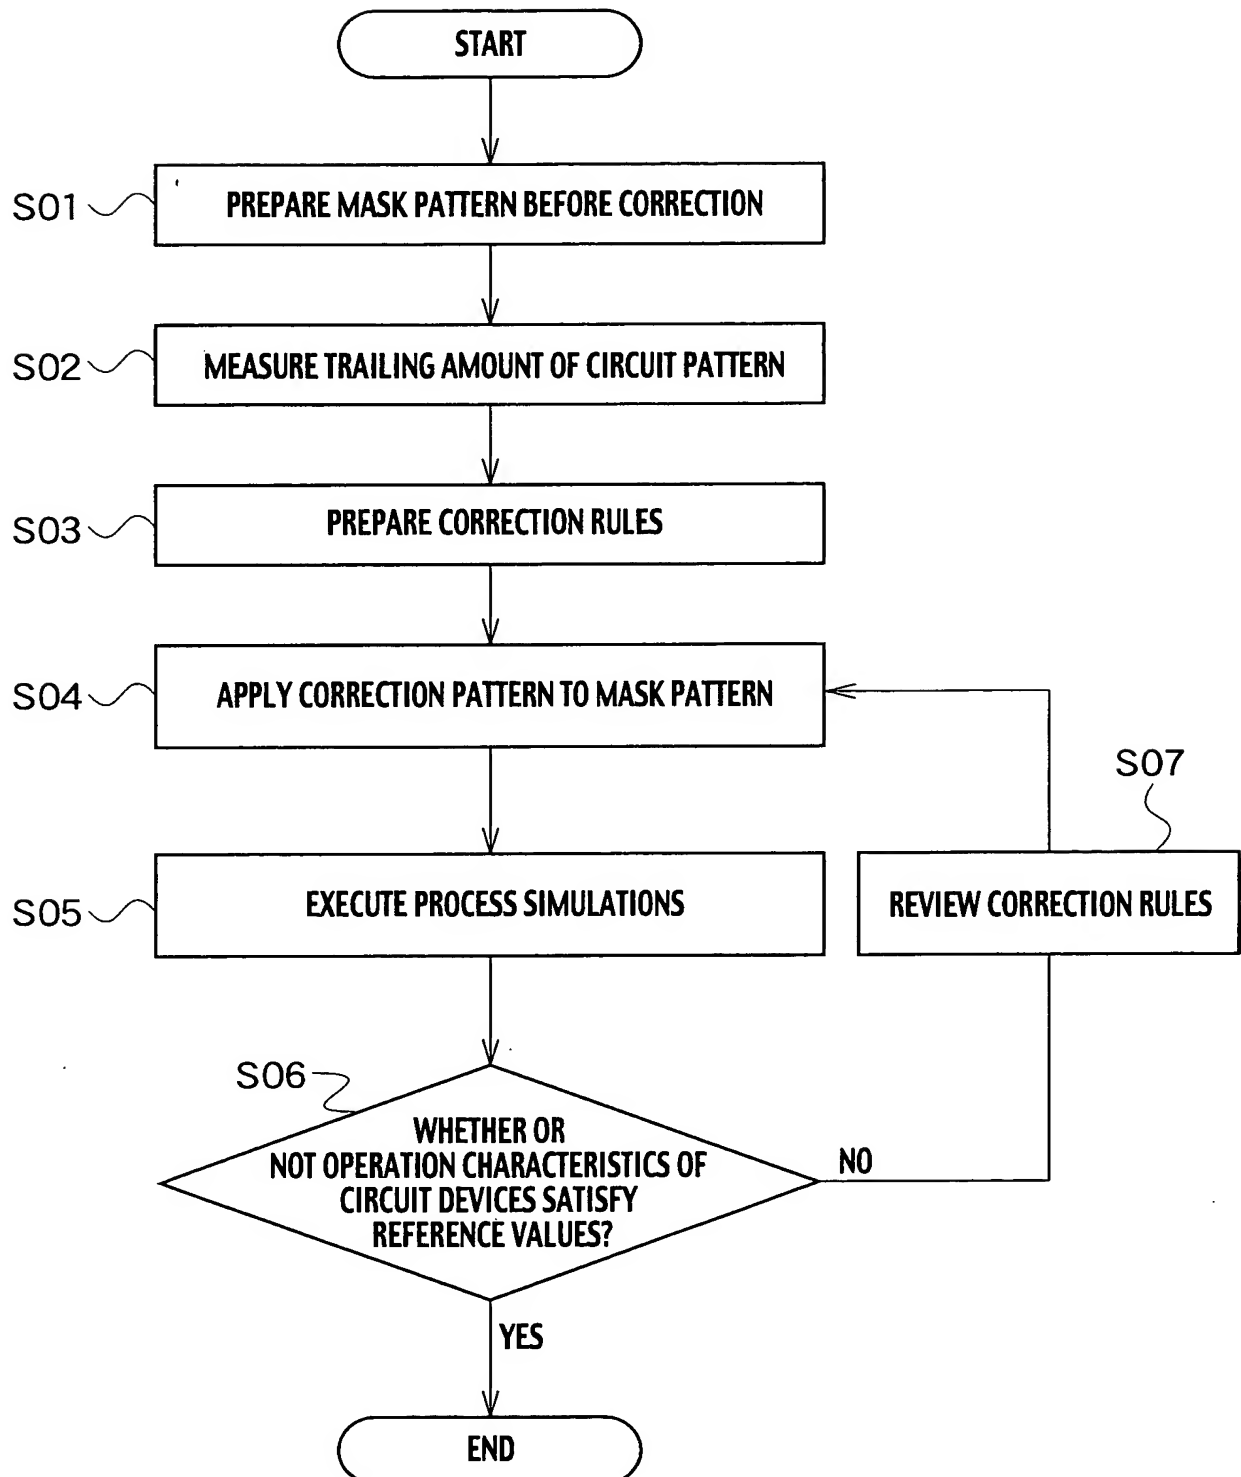 START
S01
PREPARE MASK PATTERN BEFORE CORRECTION
S02
MEASURE TRAILING AMOUNT OF CIRCUIT PATTERN
S03
PREPARE CORRECTION RULES
S04
APPLY CORRECTION PATTERN TO MASK PATTERN
S07
S05
EXECUTE PROCESS SIMULATIONS
REVIEW CORRECTION RULES
S06
WHETHER OR
NOT OPERATION CHARACTERISTICS OF
CIRCUIT DEVICES SATISFY
REFERENCE VALUES?
NO
YES
END